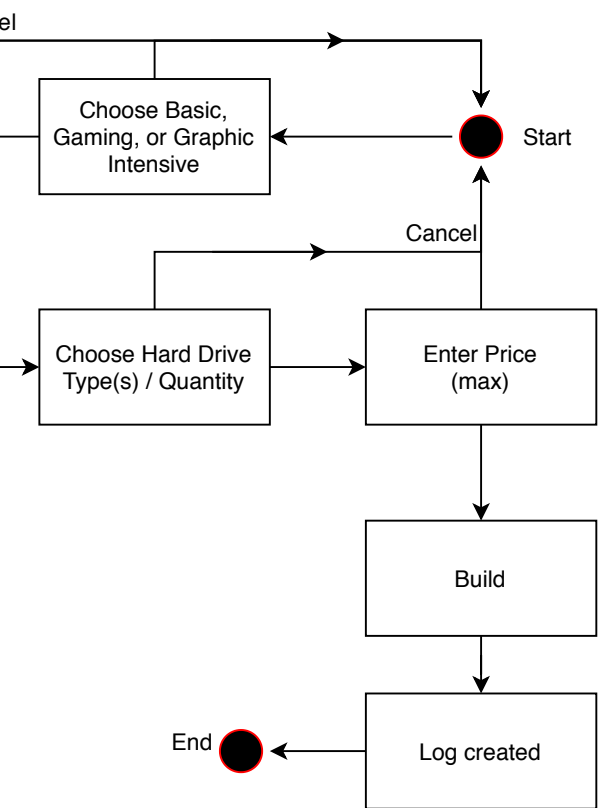 el
Choose Basic,
Gaming, or Graphic
Intensive
Start
Cancel
Choose Hard Drive
Type(s) / Quantity
Enter Price
(max)
Build
End
Log created